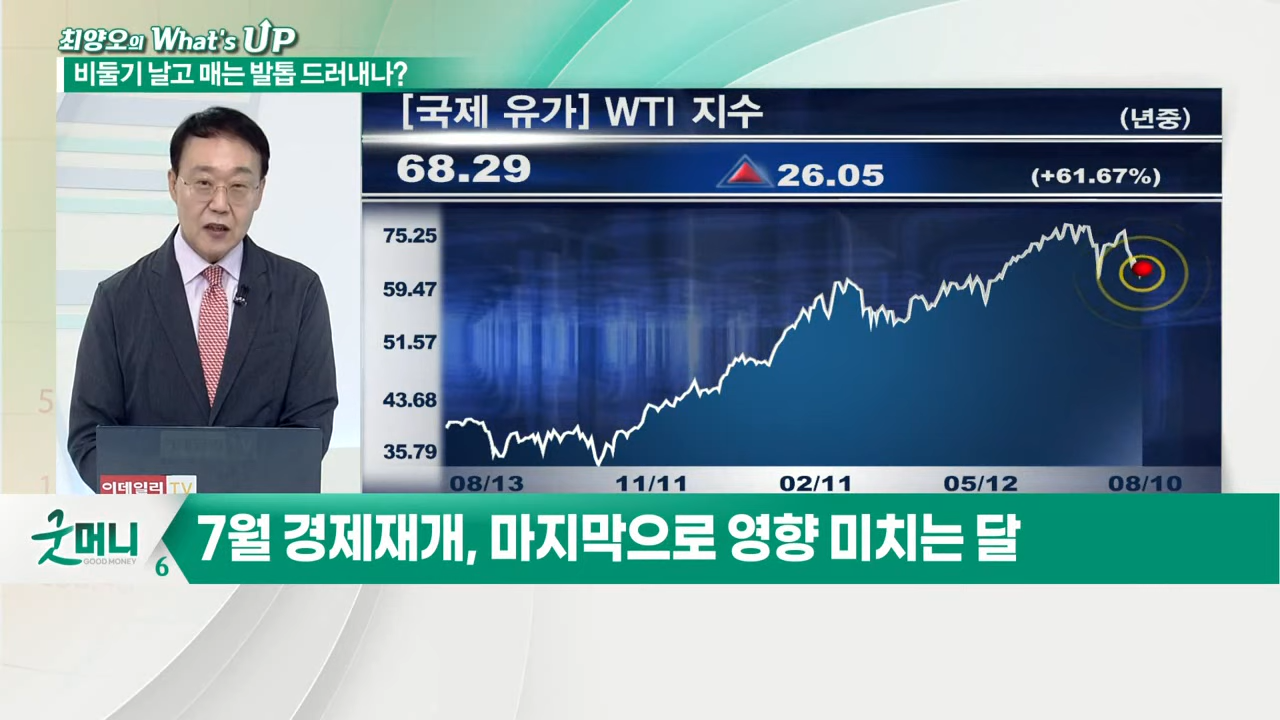 최양오의 What's UP
비둘기 날고 매는 발톱 드러내나?
[국제 유가] WTI 지수
(년중)
68.29
26.05
(+61.67%)
75.25
59.47
51.57
43.68
35.79
08/13 11/11 02/11 05/12 08/10
이데일리 TV
굿머니
GOOD MONEY
6
7월 경제재개, 마지막으로 영향 미치는 달
5
1